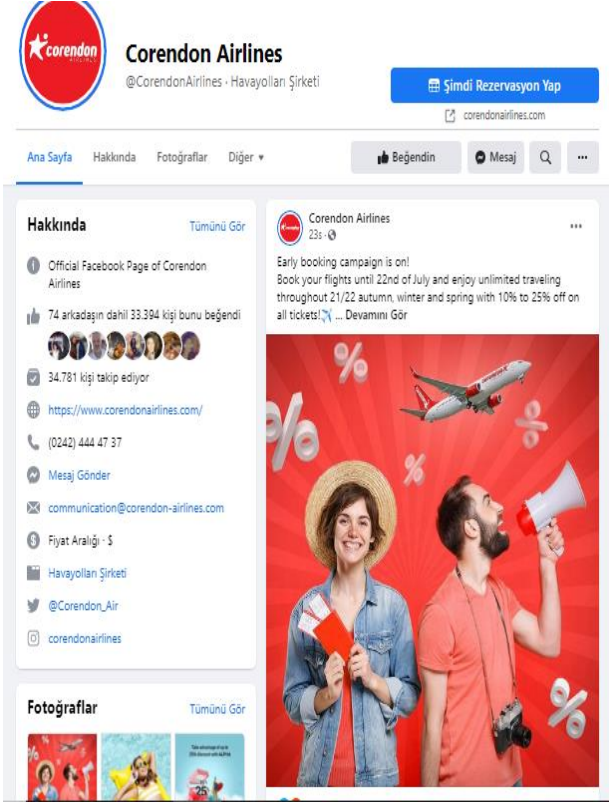 corendon
AIRLINES
Corendon Airlines
@CorendonAirlines · Havayolları Şirketi
Şimdi Rezervasyon Yap
corendonairlines.com
Ana Sayfa
Hakkında
Fotoğraflar
Diğer
Beğendin
Mesaj
Hakkında
Tümünü Gör
Official Facebook Page of Corendon
Airlines
74 arkadaşın dahil 33.394 kişi bunu beğendi
34.781 kişi takip ediyor
https://www.corendonairlines.com/
(0242) 444 47 37
Mesaj Gönder
communication@corendon-airlines.com
Fiyat Aralığı · $
Havayolları Şirketi
@Corendon_Air
corendonairlines
Fotoğraflar
Tümünü Gör
Corendon Airlines
23s ·
Early booking campaign is on!
Book your flights until 22nd of July and enjoy unlimited traveling
throughout 21/22 autumn, winter and spring with 10% to 25% off on
all tickets! ... Devamını Gör